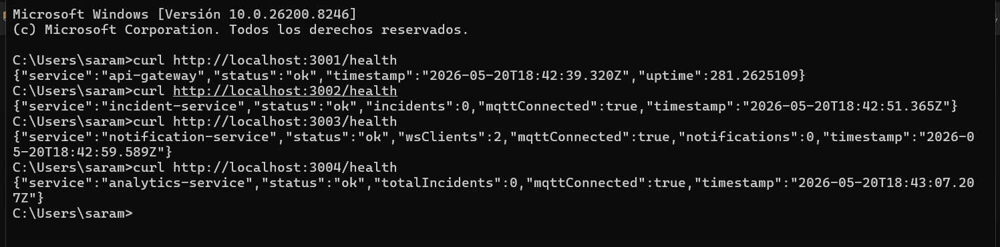 Microsoft Windows [Versión 10.0.26200.8246]
(c) Microsoft Corporation. Todos los derechos reservados.
C:\Users\saram>curl http://localhost:3001/health
{"service":"api-gateway","status":"ok","timestamp":"2026-05-20T18:42:39.320Z","uptime":281.2625109}
C:\Users\saram>curl http://localhost:3002/health
{"service":"incident-service","status":"ok","incidents":0,"mqttConnected":true,"timestamp":"2026-05-20T18:42:51.365Z"}
C:\Users\saram>curl http://localhost:3003/health
{"service":"notification-service","status":"ok","wsClients":2,"mqttConnected":true,"notifications":0,"timestamp":"2026-0
5-20T18:42:59.589Z"}
C:\Users\saram>curl http://localhost:3004/health
{"service":"analytics-service","status":"ok","totalIncidents":0,"mqttConnected":true,"timestamp":"2026-05-20T18:43:07.20
7Z"}
C:\Users\saram>